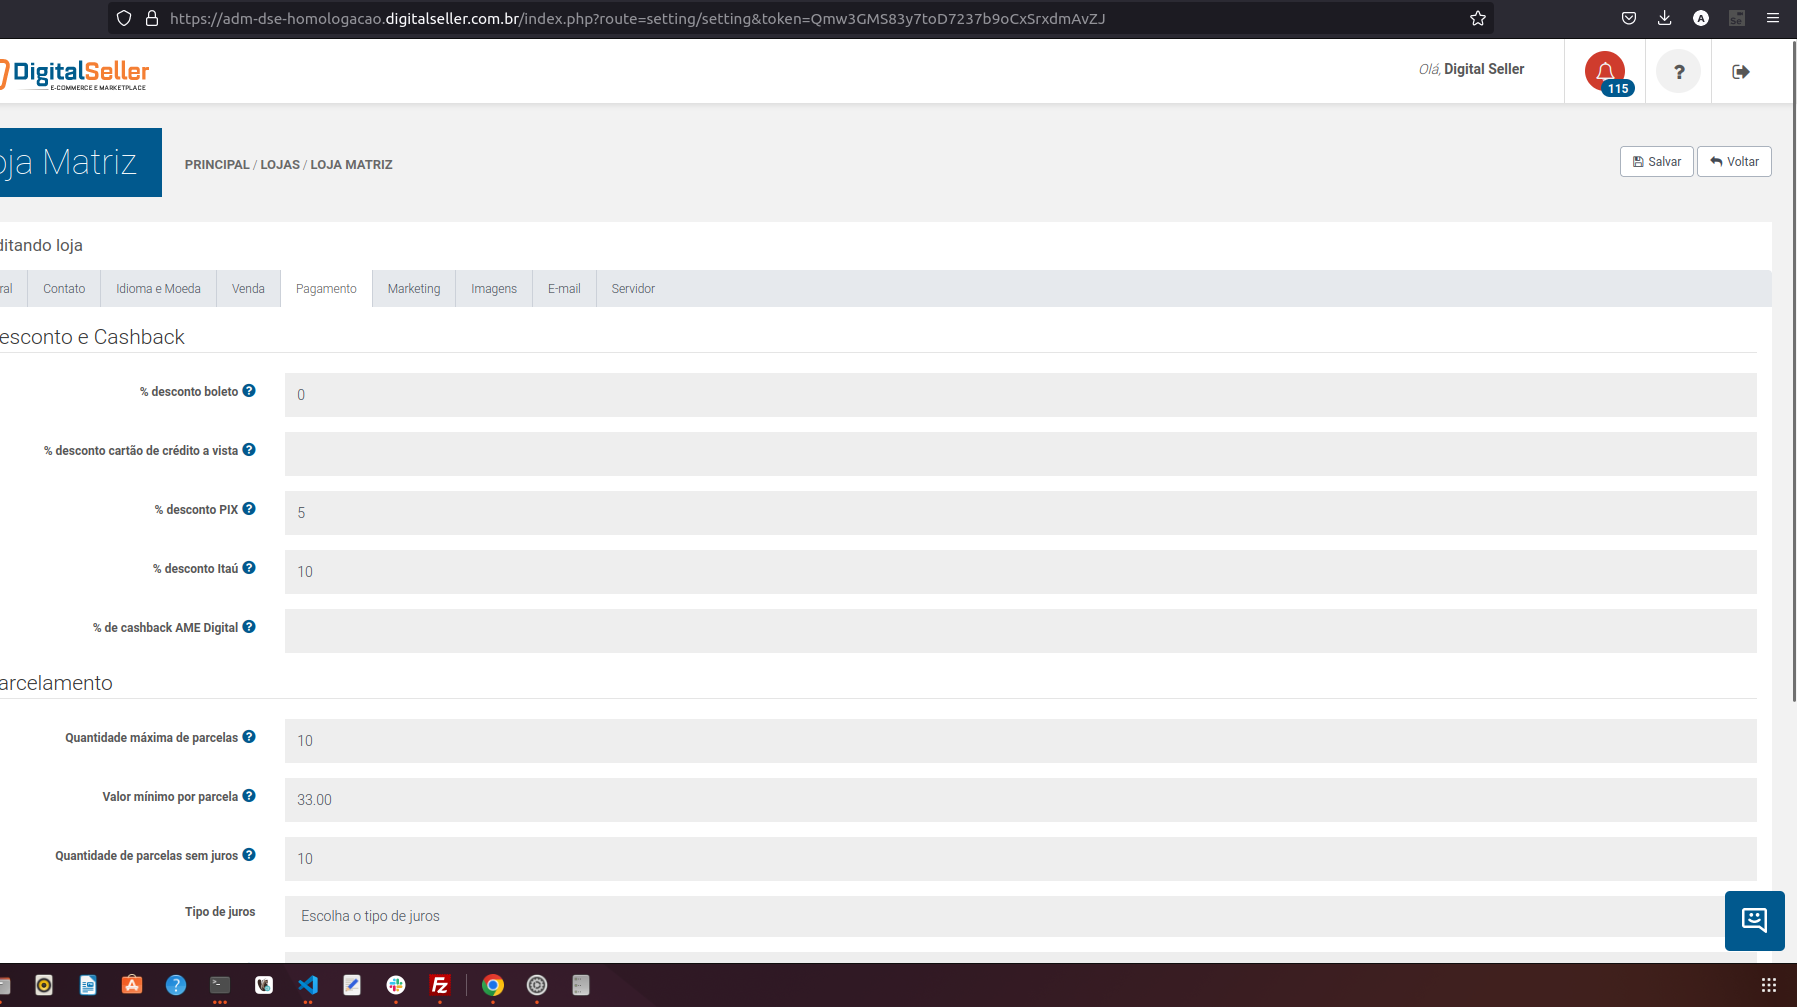 https://adm-dse-homologacao.digitalseller.com.br/index.php?route=setting/setting&token=Qmw3GMS83y7toD7237b9oCxSrxdmAvZJ
DigitalSeller
E-COMMERCE E MARKETPLACE
Olá, Digital Seller
115
?
oja Matriz
PRINCIPAL / LOJAS / LOJA MATRIZ
Salvar
Voltar
ditando loja
ral
Contato
Idioma e Moeda
Venda
Pagamento
Marketing
Imagens
E-mail
Servidor
esconto e Cashback
% desconto boleto ?
0
% desconto cartão de crédito a vista ?
% desconto PIX ?
5
% desconto Itaú ?
10
% de cashback AME Digital ?
arcelamento
Quantidade máxima de parcelas ?
10
Valor mínimo por parcela ?
33.00
Quantidade de parcelas sem juros ?
10
Tipo de juros
Escolha o tipo de juros